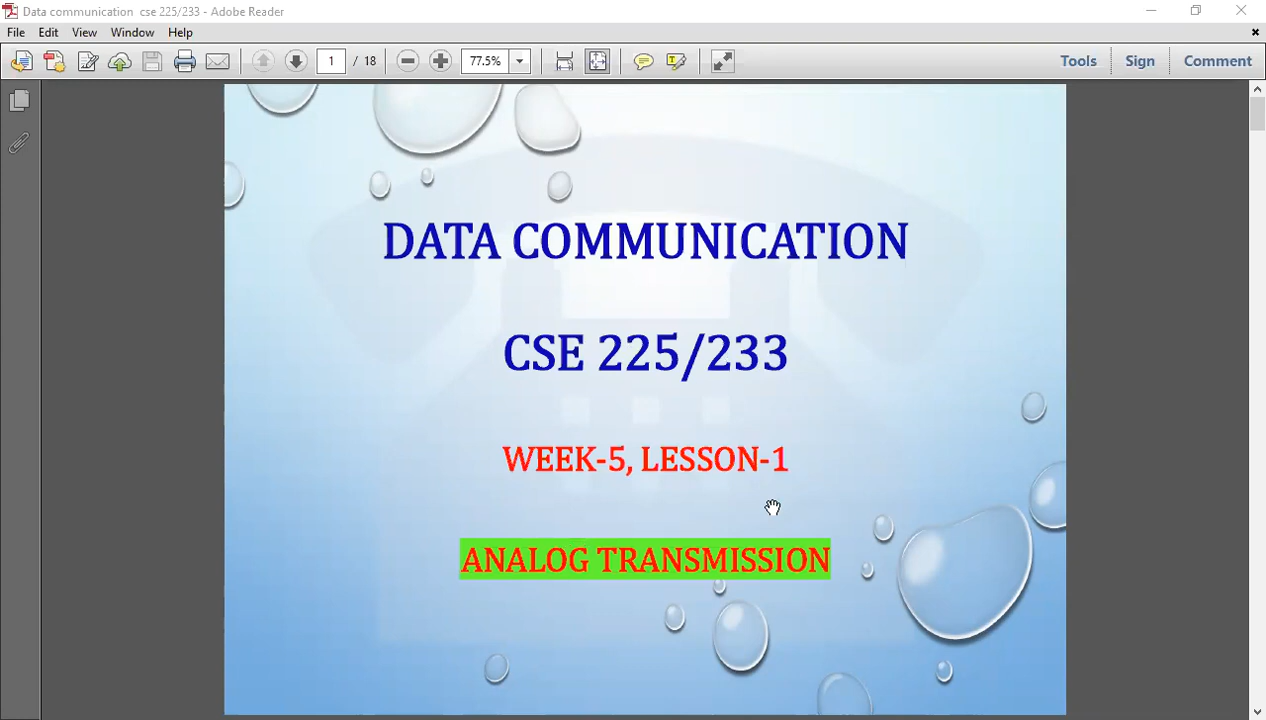 Data communication cse 225/233 - Adobe Reader
File Edit View Window Help
1 / 18 77.5% Tools Sign Comment
DATA COMMUNICATION
CSE 225/233
WEEK-5, LESSON-1
ANALOG TRANSMISSION